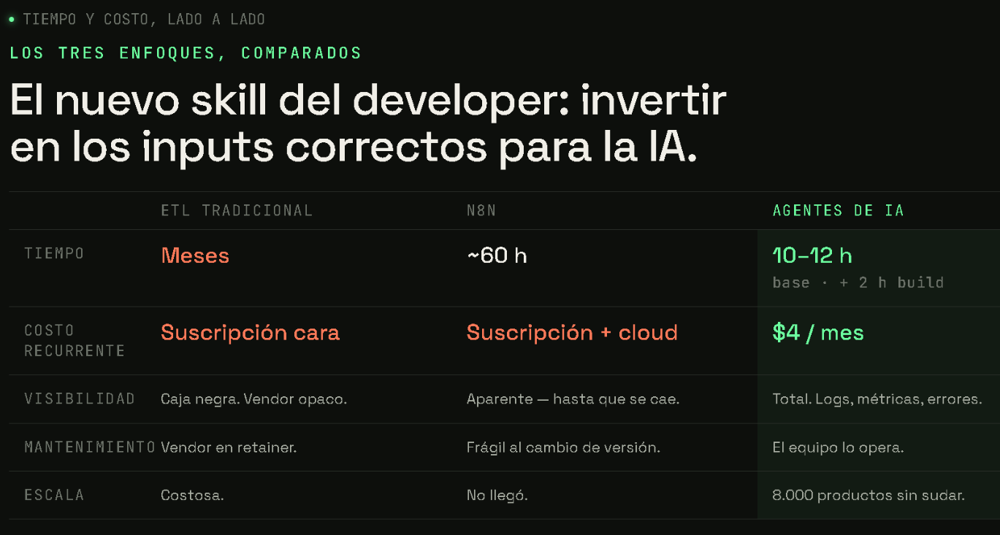 • TIEMPO Y COSTO, LADO A LADO
LOS TRES ENFOQUES, COMPARADOS
El nuevo skill del developer: invertir
en los inputs correctos para la IA.
ETL TRADICIONAL N8N AGENTES DE IA
TIEMPO Meses ~60 h 10–12 h
base · + 2 h build
COSTO Suscripción cara Suscripción + cloud $4 / mes
RECURRENTE
VISIBILIDAD Caja negra. Vendor opaco. Aparente — hasta que se cae. Total. Logs, métricas, errores.
MANTENIMIENTO Vendor en retainer. Frágil al cambio de versión. El equipo lo opera.
ESCALA Costosa. No llegó. 8.000 productos sin sudar.